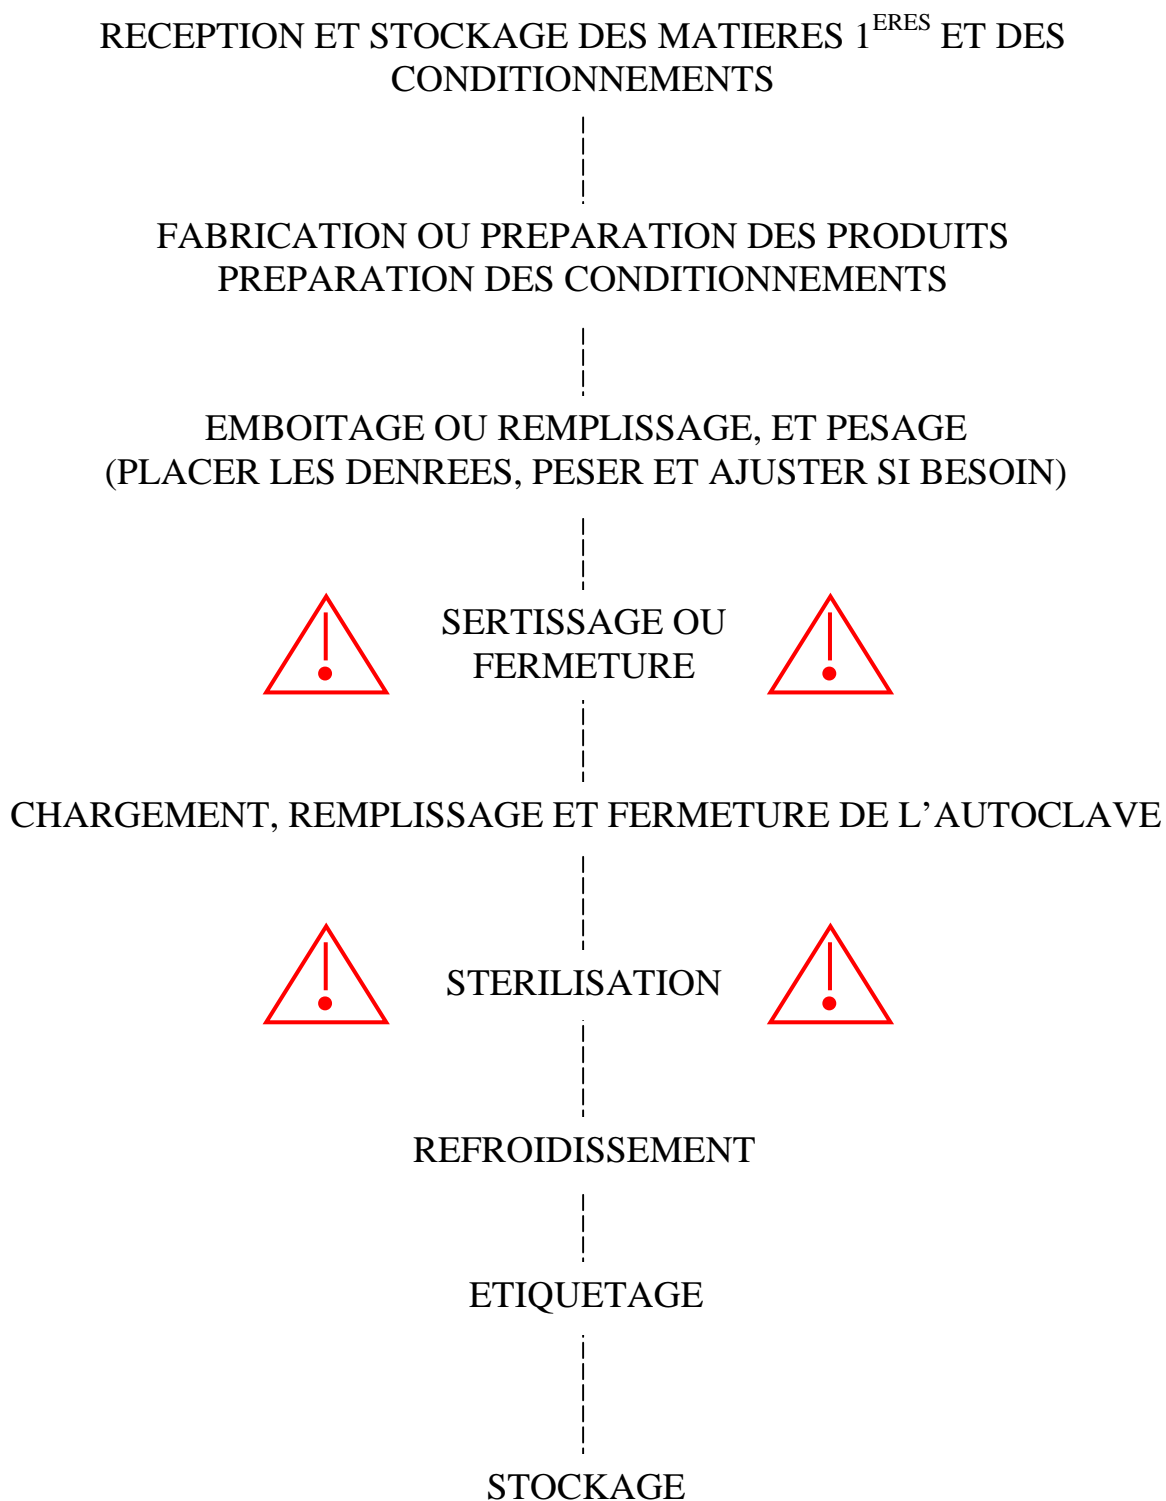 RECEPTION ET STOCKAGE DES MATIERES 1ERES ET DES
CONDITIONNEMENTS
FABRICATION OU PREPARATION DES PRODUITS
PREPARATION DES CONDITIONNEMENTS
EMBOITAGE OU REMPLISSAGE, ET PESAGE
(PLACER LES DENREES, PESER ET AJUSTER SI BESOIN)
SERTISSAGE OU
FERMETURE
CHARGEMENT, REMPLISSAGE ET FERMETURE DE L’AUTOCLAVE
STERILISATION
REFROIDISSEMENT
ETIQUETAGE
STOCKAGE